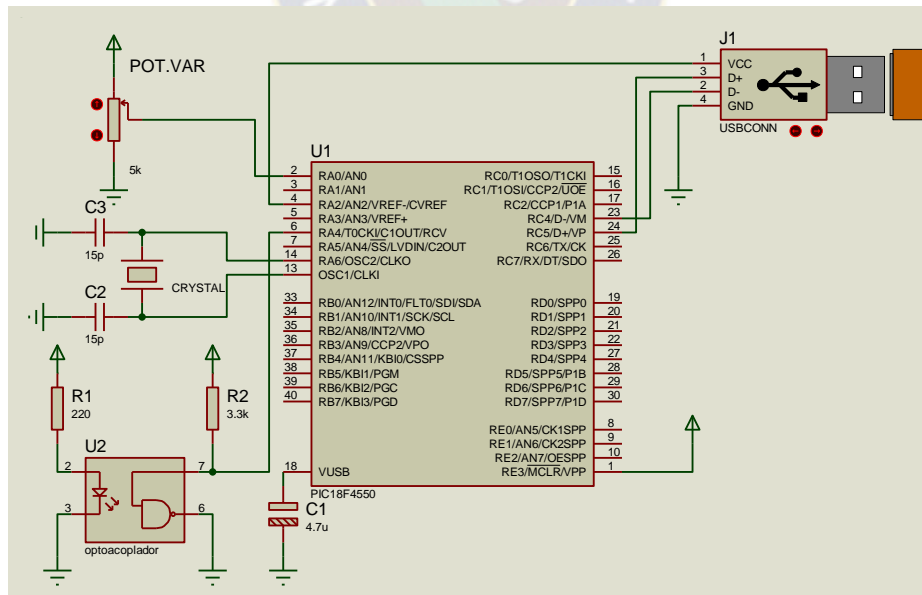 POT.VAR
5k
J1
1 VCC
3 D+
2 D-
4 GND
USBCONN
C3
15p
CRYSTAL
C2
15p
U1
2 RA0/AN0
3 RA1/AN1
4 RA2/AN2/VREF-/CVREF
5 RA3/AN3/VREF+
6 RA4/T0CKI/C1OUT/RCV
7 RA5/AN4/SS/LVDIN/C2OUT
14 RA6/OSC2/CLKO
13 OSC1/CLKI
33 RB0/AN12/INT0/FLT0/SDI/SDA
34 RB1/AN10/INT1/SCK/SCL
35 RB2/AN8/INT2/VMO
36 RB3/AN9/CCP2/VPO
37 RB4/AN11/KBI0/CSSPP
38 RB5/KBI1/PGM
39 RB6/KBI2/PGC
40 RB7/KBI3/PGD
18 VUSB
RC0/T1OSO/T1CKI 15
RC1/T1OSI/CCP2/UOE 16
RC2/CCP1/P1A 17
RC4/D-/VM 23
RC5/D+/VP 24
RC6/TX/CK 25
RC7/RX/DT/SDO 26
RD0/SPP0 19
RD1/SPP1 20
RD2/SPP2 21
RD3/SPP3 22
RD4/SPP4 27
RD5/SPP5/P1B 28
RD6/SPP6/P1C 29
RD7/SPP7/P1D 30
RE0/AN5/CK1SPP 8
RE1/AN6/CK2SPP 9
RE2/AN7/OESPP 10
RE3/MCLR/VPP 1
PIC18F4550
R1
220
R2
3.3k
U2
2
3
7
6
optoacoplador
C1
4.7u